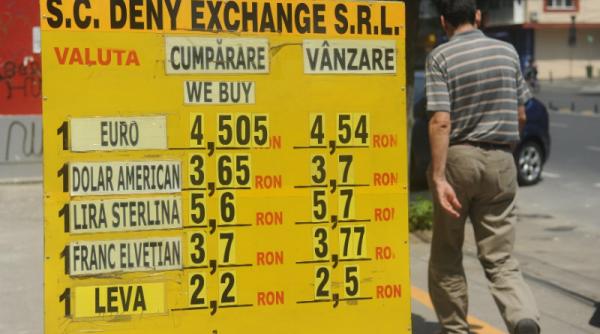 S.C. DENY EXCHANGE S.R.L.
VALUTA CUMPĂRARE VÂNZARE
WE BUY
1 EURO 4,505 RON 4,54 RON
1 DOLAR AMERICAN 3,65 RON 3,7 RON
1 LIRA STERLINA 5,6 RON 5,7 RON
1 FRANC ELVEȚIAN 3,7 RON 3,77 RON
1 LEVA 2,2 RON 2,5 RON